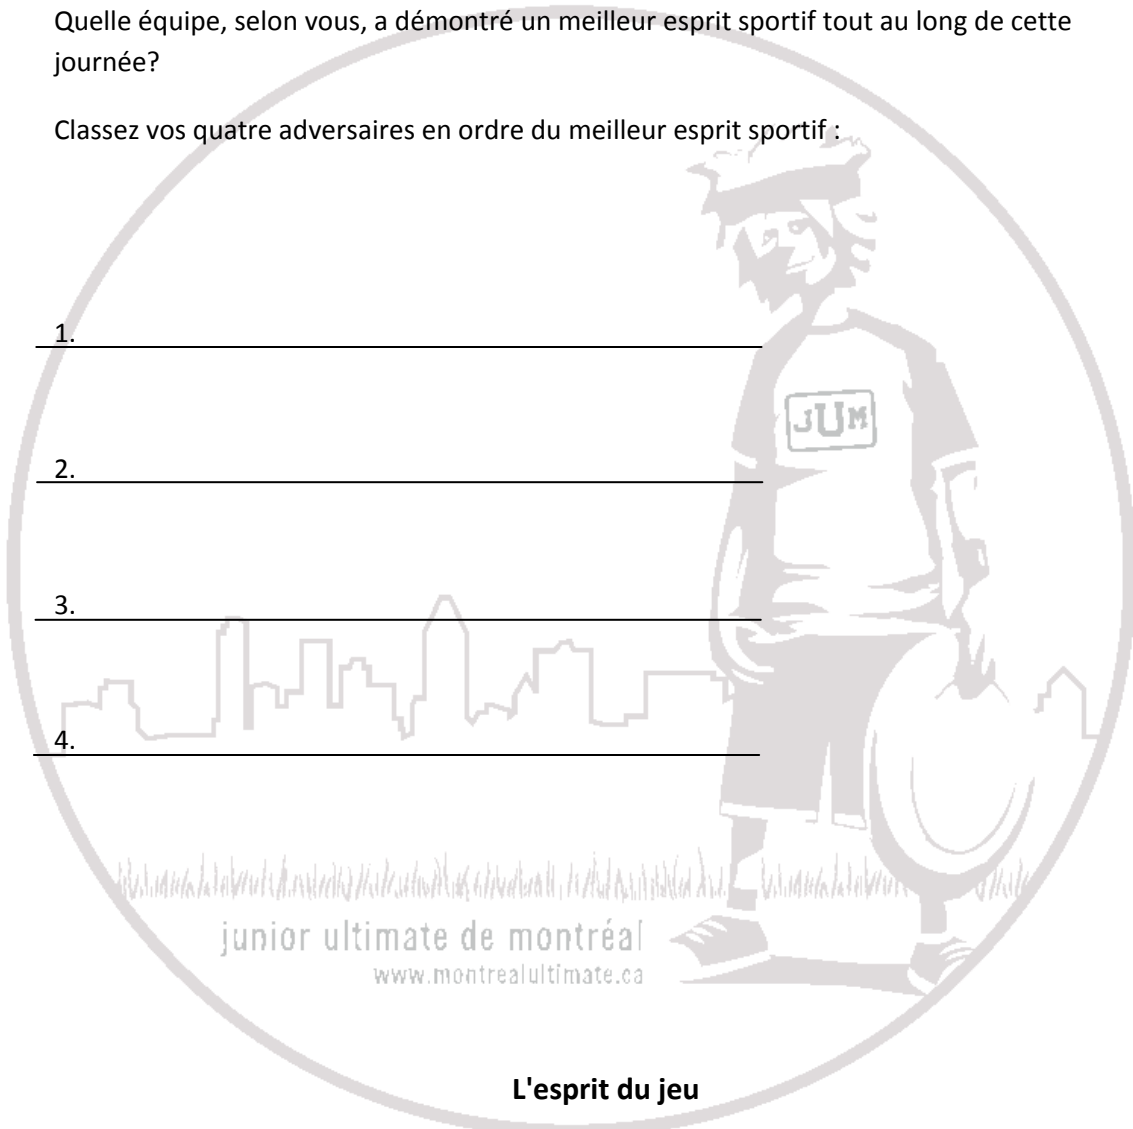 Quelle équipe, selon vous, a démontré un meilleur esprit sportif tout au long de cette
journée?
Classez vos quatre adversaires en ordre du meilleur esprit sportif :
1.
JUM
2.
3.
4.
junior ultimate de montréal
www.montrealultimate.ca
L'esprit du jeu